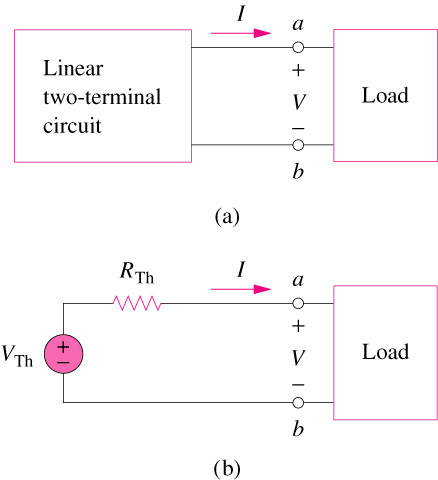 I
a
Linear
two-terminal
circuit
+
V
–
Load
b
(a)
R_Th
I
a
V_Th
+
–
+
V
–
Load
b
(b)